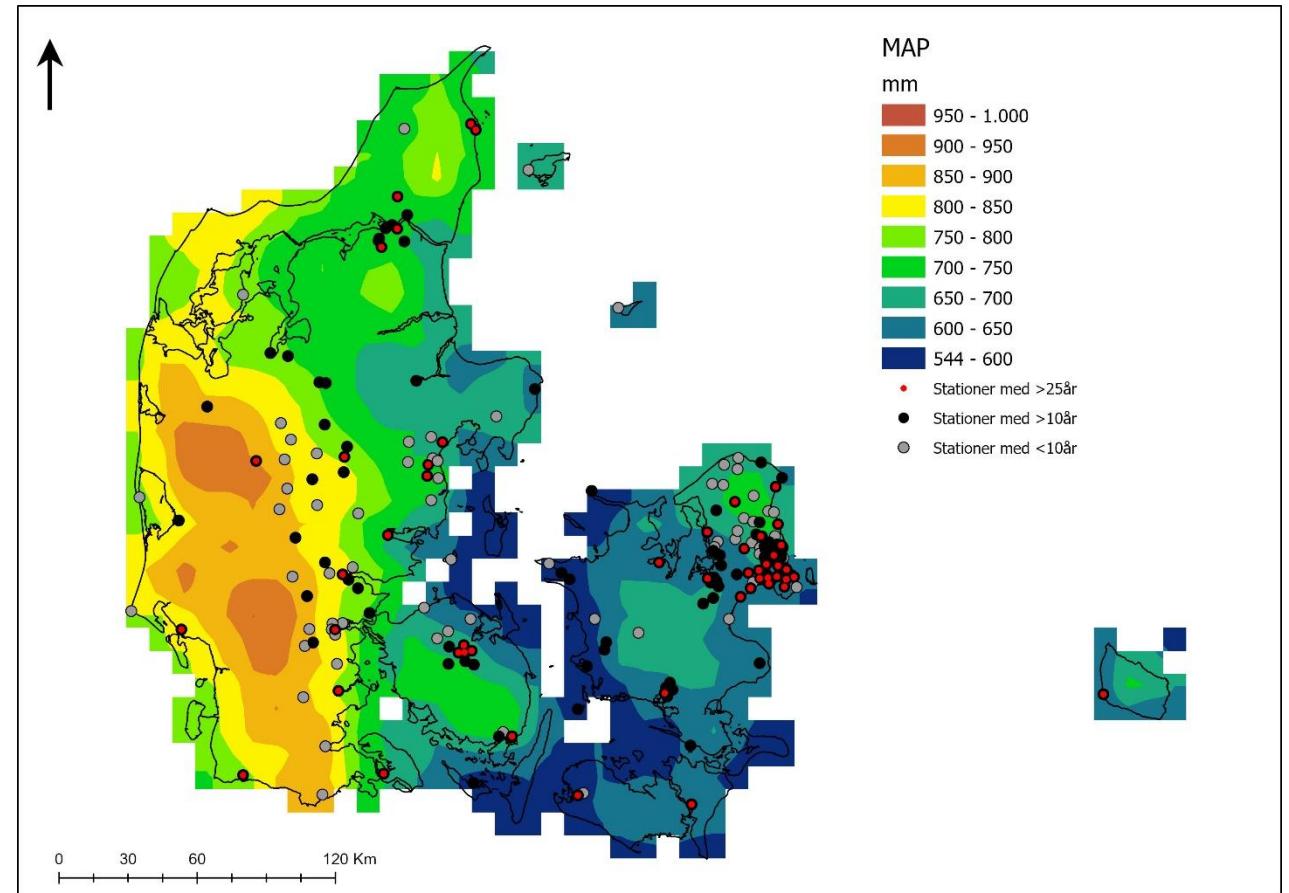 MAP
mm
950 - 1.000
900 - 950
850 - 900
800 - 850
750 - 800
700 - 750
650 - 700
600 - 650
544 - 600
Stationer med >25år
Stationer med >10år
Stationer med <10år
0 30 60 120 Km